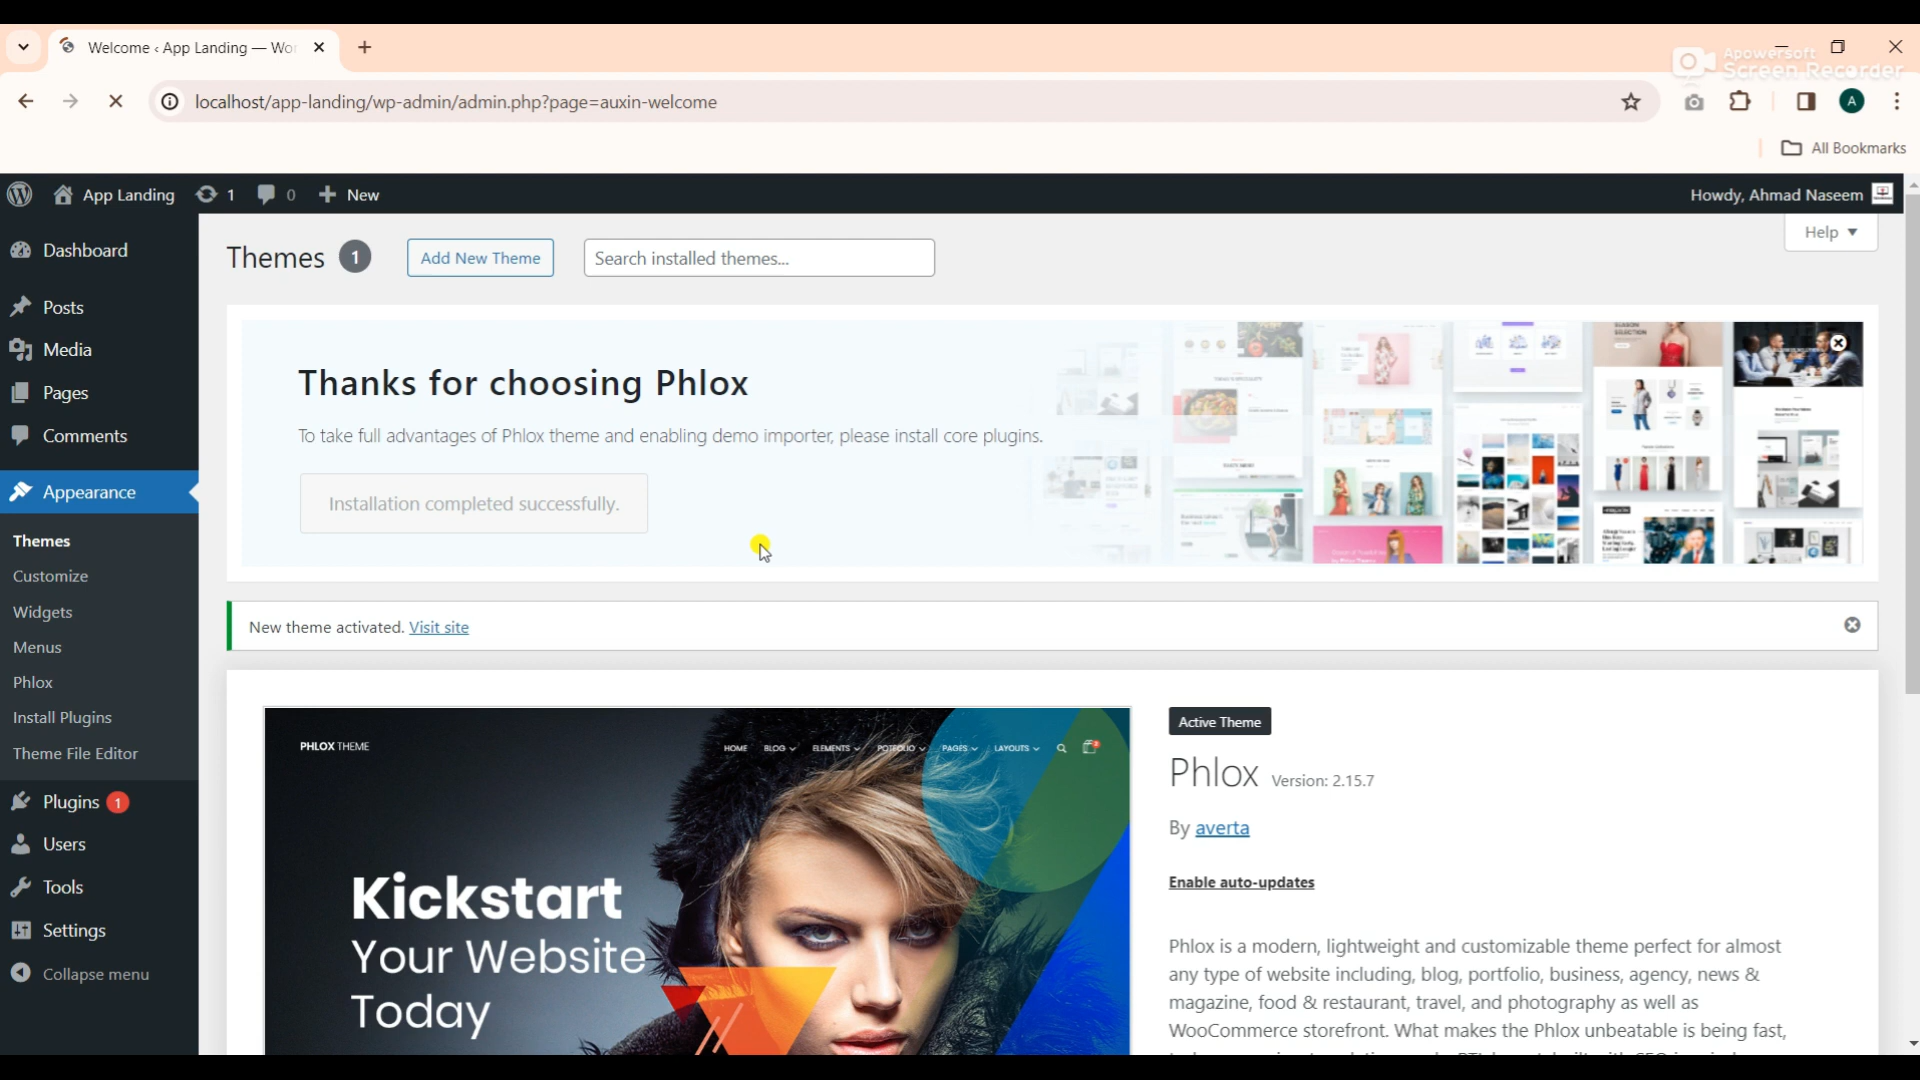 Welcome ‹ App Landing — Wor
Apowersoft
Screen Recorder
localhost/app-landing/wp-admin/admin.php?page=auxin-welcome
A
All Bookmarks
App Landing
1
0
New
Howdy, Ahmad Naseem
Help
Dashboard
Posts
Media
Pages
Comments
Appearance
Themes
Customize
Widgets
Menus
Phlox
Install Plugins
Theme File Editor
Plugins 1
Users
Tools
Settings
Collapse menu
Themes 1
Add New Theme
Search installed themes...
Thanks for choosing Phlox
To take full advantages of Phlox theme and enabling demo importer, please install core plugins.
Installation completed successfully.
New theme activated. Visit site
PHLOX THEME
HOME BLOG ELEMENTS POTFOLIO PAGES LAYOUTS
Kickstart
Your Website
Today
Active Theme
Phlox Version: 2.15.7
By averta
Enable auto-updates
Phlox is a modern, lightweight and customizable theme perfect for almost
any type of website including, blog, portfolio, business, agency, news &
magazine, food & restaurant, travel, and photography as well as
WooCommerce storefront. What makes the Phlox unbeatable is being fast,